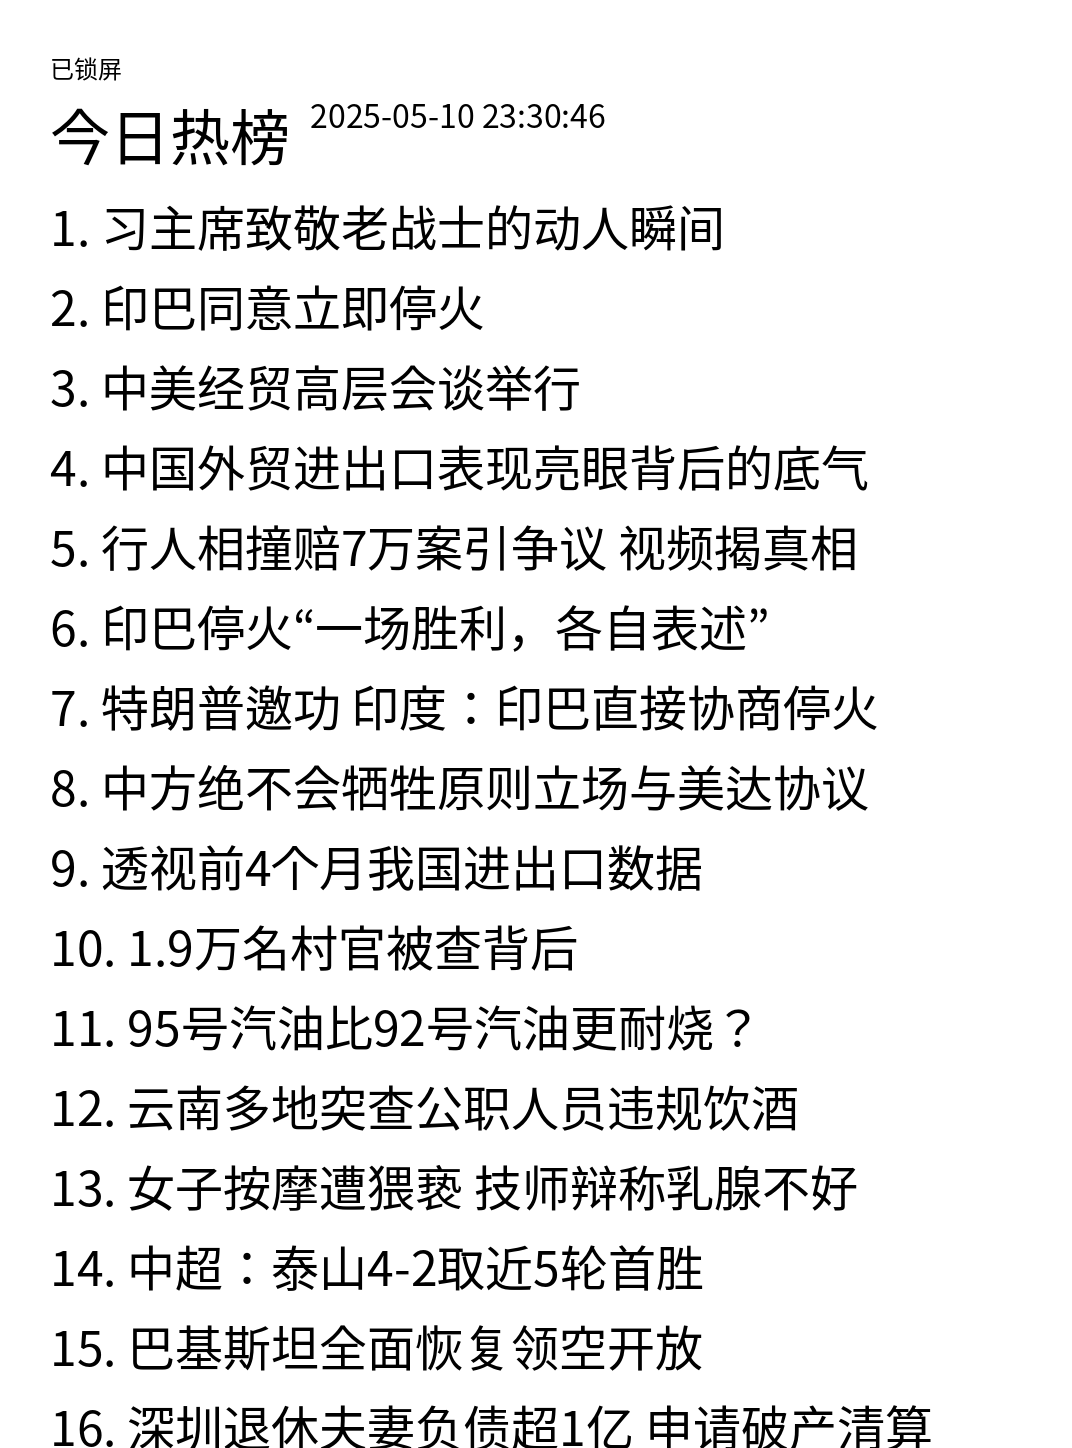 已锁屏
今日热榜 2025-05-10 23:30:46
1. 习主席致敬老战士的动人瞬间
2. 印巴同意立即停火
3. 中美经贸高层会谈举行
4. 中国外贸进出口表现亮眼背后的底气
5. 行人相撞赔7万案引争议 视频揭真相
6. 印巴停火“一场胜利，各自表述”
7. 特朗普邀功 印度：印巴直接协商停火
8. 中方绝不会牺牲原则立场与美达协议
9. 透视前4个月我国进出口数据
10. 1.9万名村官被查背后
11. 95号汽油比92号汽油更耐烧？
12. 云南多地突查公职人员违规饮酒
13. 女子按摩遭猥亵 技师辩称乳腺不好
14. 中超：泰山4-2取近5轮首胜
15. 巴基斯坦全面恢复领空开放
16. 深圳退休夫妻负债超1亿 申请破产清算